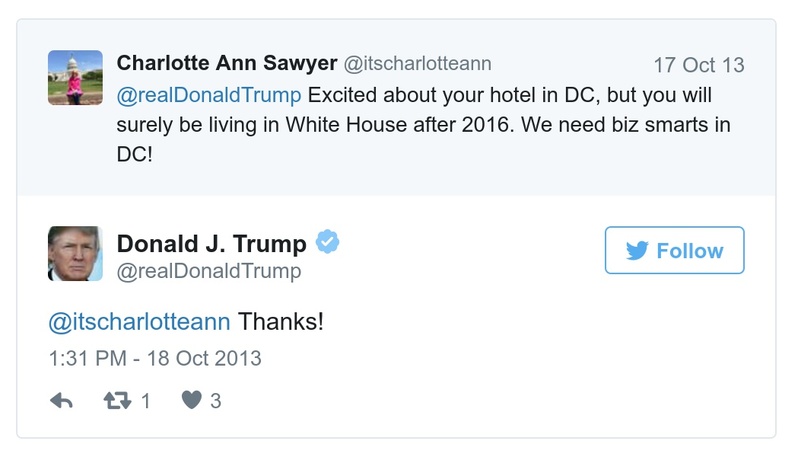 Charlotte Ann Sawyer @itscharlotteann 17 Oct 13
@realDonaldTrump Excited about your hotel in DC, but you will
surely be living in White House after 2016. We need biz smarts in
DC!
Donald J. Trump
@realDonaldTrump
Follow
@itscharlotteann Thanks!
1:31 PM - 18 Oct 2013
1 3